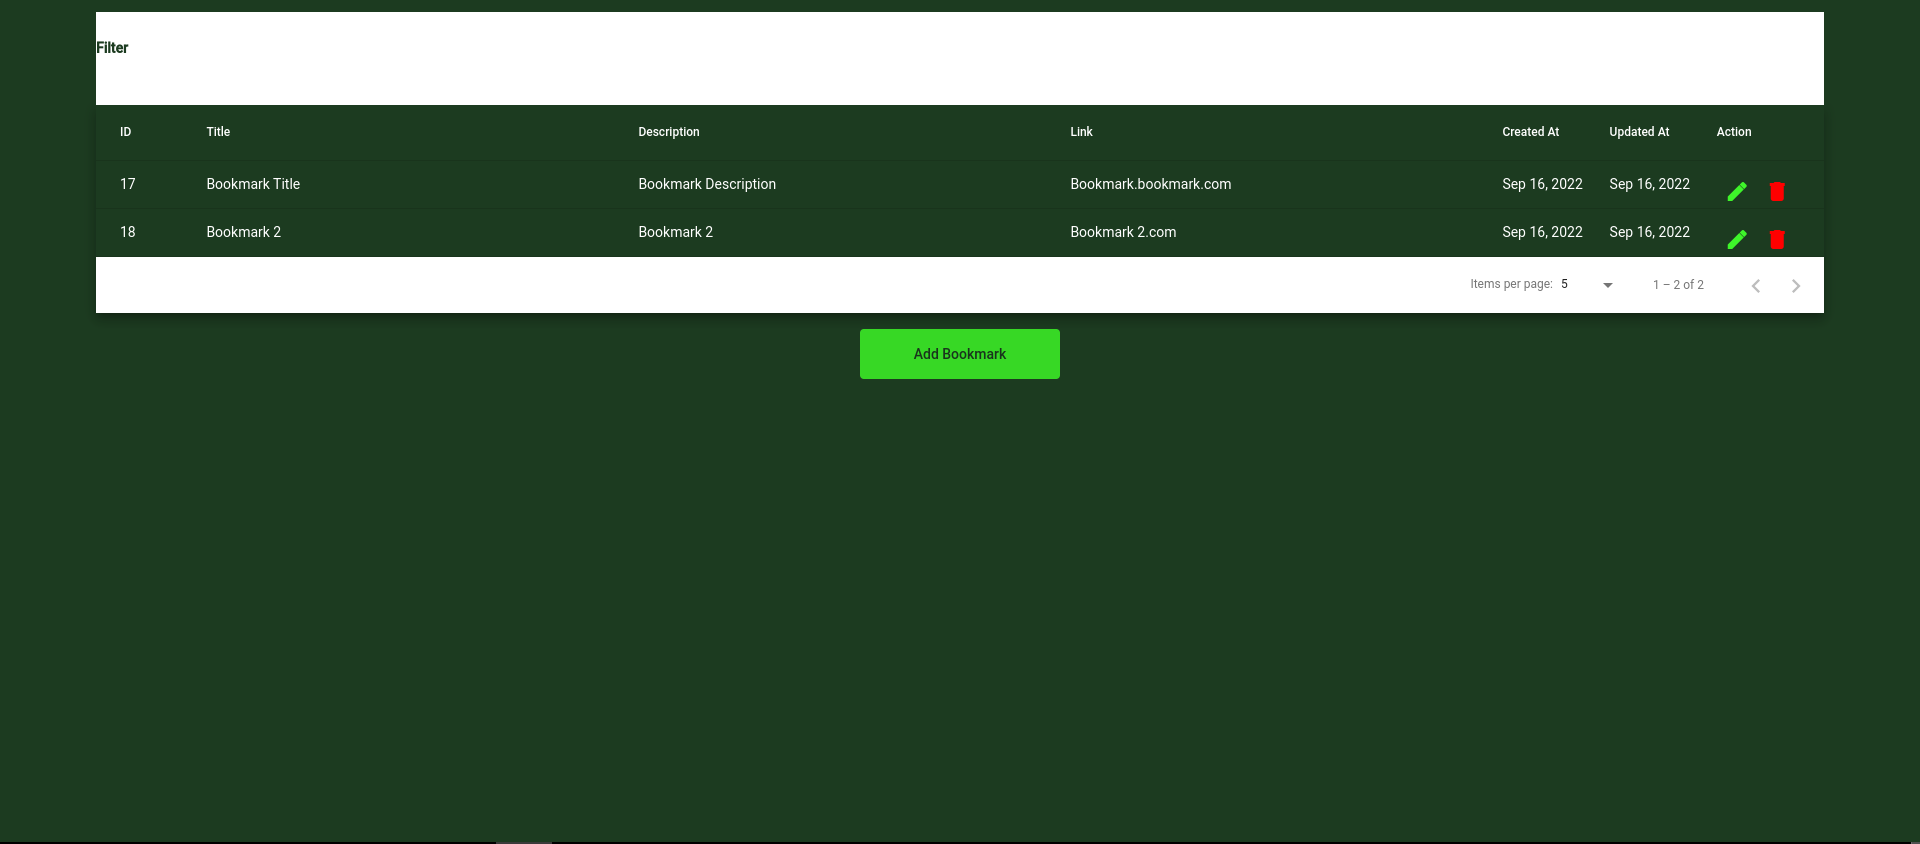 Filter
ID Title Description Link Created At Updated At Action
17 Bookmark Title Bookmark Description Bookmark.bookmark.com Sep 16, 2022 Sep 16, 2022
18 Bookmark 2 Bookmark 2 Bookmark 2.com Sep 16, 2022 Sep 16, 2022
Items per page: 5 1 – 2 of 2
Add Bookmark